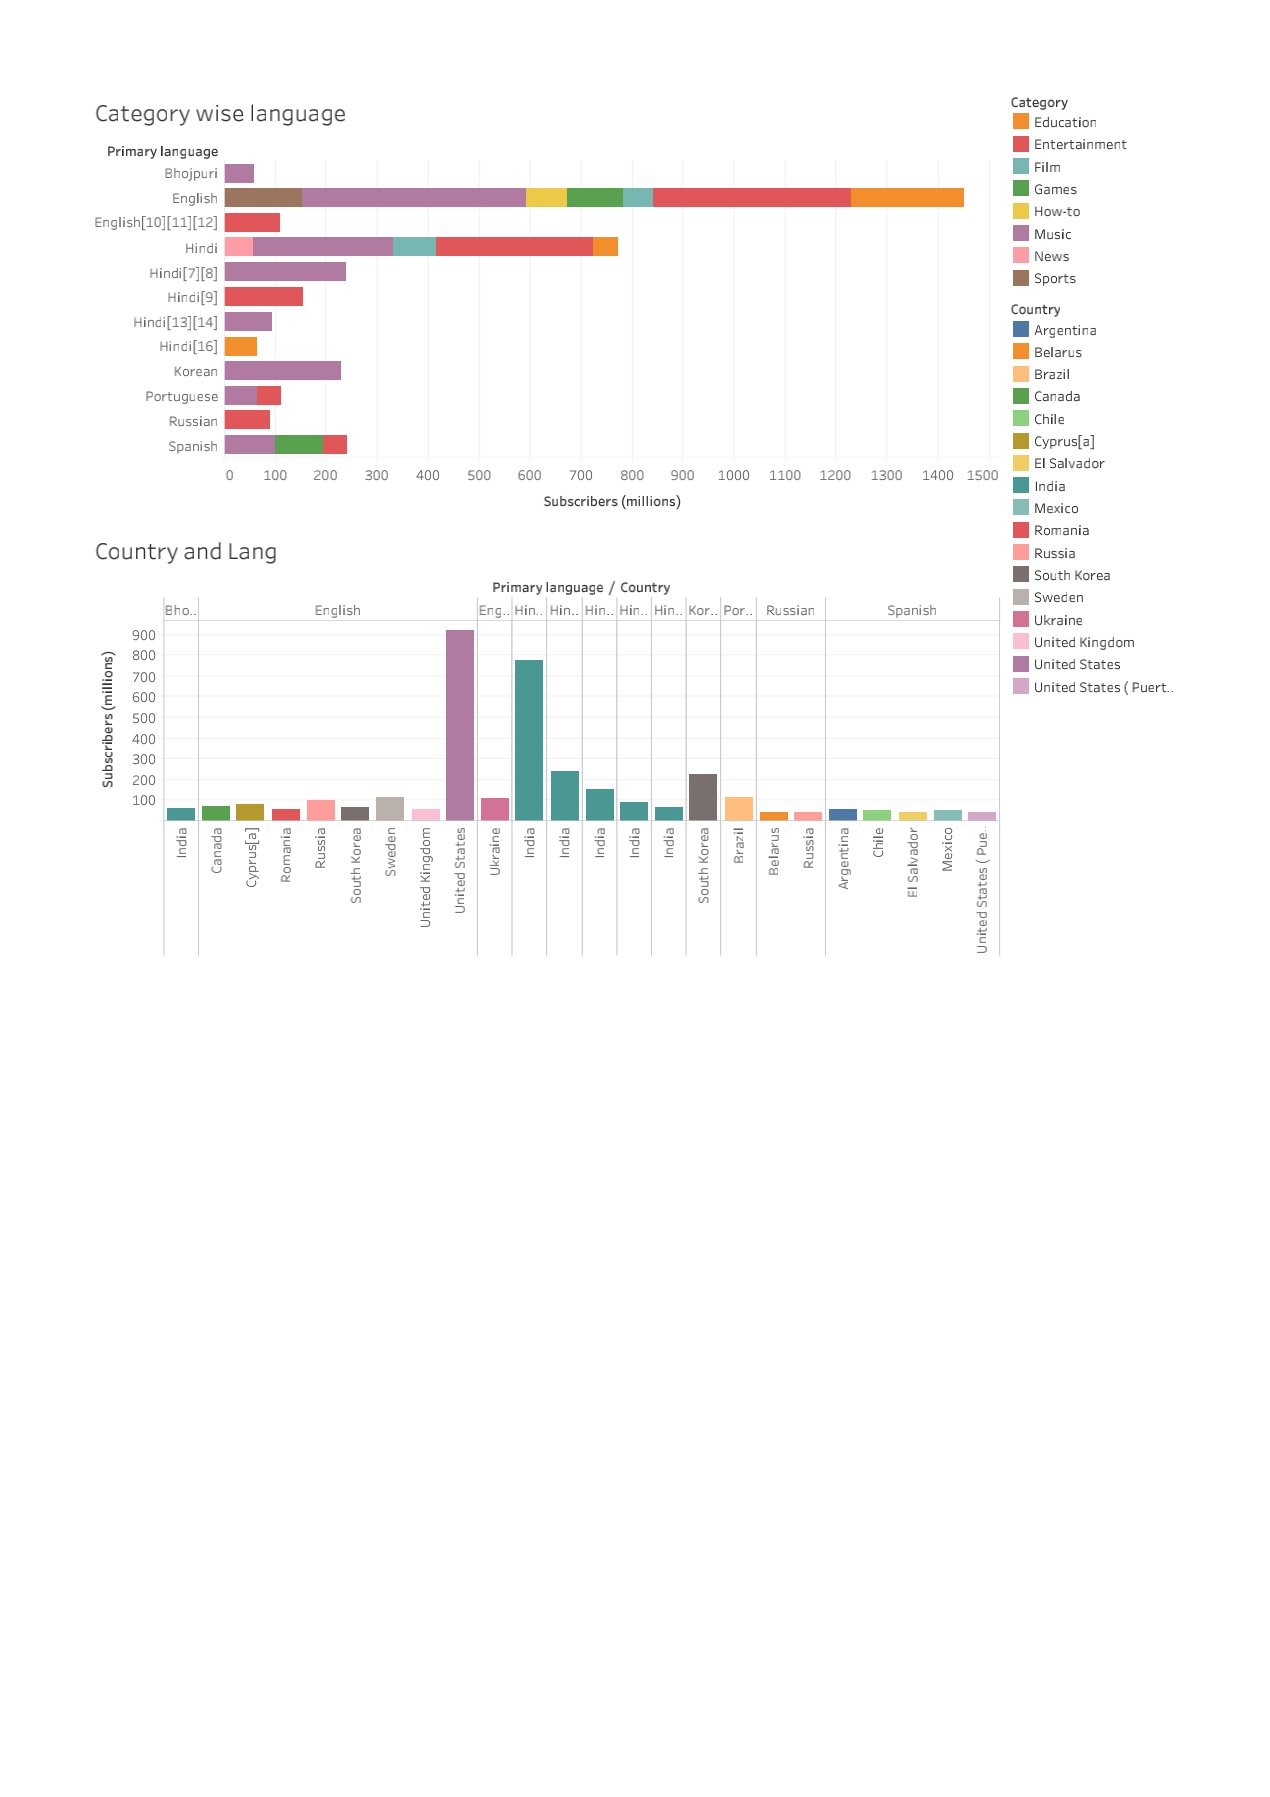 Category wise language
Primary language
Bhojpuri
English
English[10][11][12]
Hindi
Hindi[7][8]
Hindi[9]
Hindi[13][14]
Hindi[16]
Korean
Portuguese
Russian
Spanish
0 100 200 300 400 500 600 700 800 900 1000 1100 1200 1300 1400 1500
Subscribers (millions)
Category
Education
Entertainment
Film
Games
How-to
Music
News
Sports
Country
Argentina
Belarus
Brazil
Canada
Chile
Cyprus[a]
El Salvador
India
Mexico
Romania
Russia
South Korea
Sweden
Ukraine
United Kingdom
United States
United States ( Puert..
Country and Lang
Primary language / Country
Bho.. English Eng.. Hin.. Hin.. Hin.. Hin.. Hin.. Kor.. Por.. Russian Spanish
Subscribers (millions)
900
800
700
600
500
400
300
200
100
India
Canada
Cyprus[a]
Romania
Russia
South Korea
Sweden
United Kingdom
United States
Ukraine
India
India
India
India
India
South Korea
Brazil
Belarus
Russia
Argentina
Chile
El Salvador
Mexico
United States ( Pue..